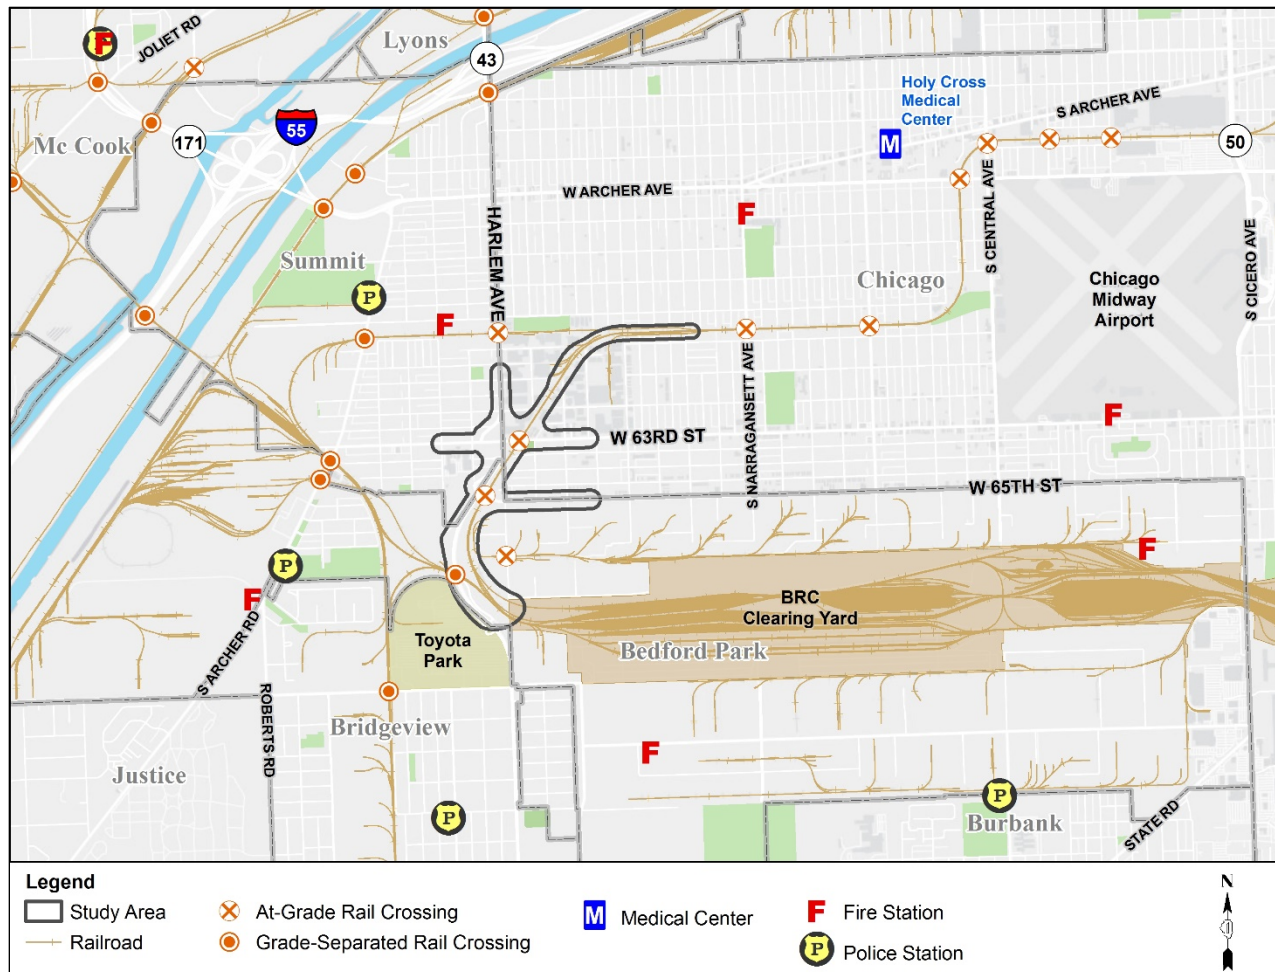 JOLIET RD
Lyons
43
Holy Cross
Medical
Center
S ARCHER AVE
F
M
Mc Cook
171
55
50
W ARCHER AVE
F
HARLEM AVE
S CENTRAL AVE
S CICERO AVE
Summit
P
Chicago
Chicago
Midway
Airport
F
S NARRAGANSETT AVE
F
W 63RD ST
W 65TH ST
P
F
F
S ARCHER RD
BRC
Clearing Yard
Toyota
Park
Bedford Park
ROBERTS RD
Bridgeview
Justice
F
P
P
Burbank
STATE RD
Legend
Study Area
At-Grade Rail Crossing
M Medical Center
F Fire Station
Railroad
Grade-Separated Rail Crossing
P Police Station
N